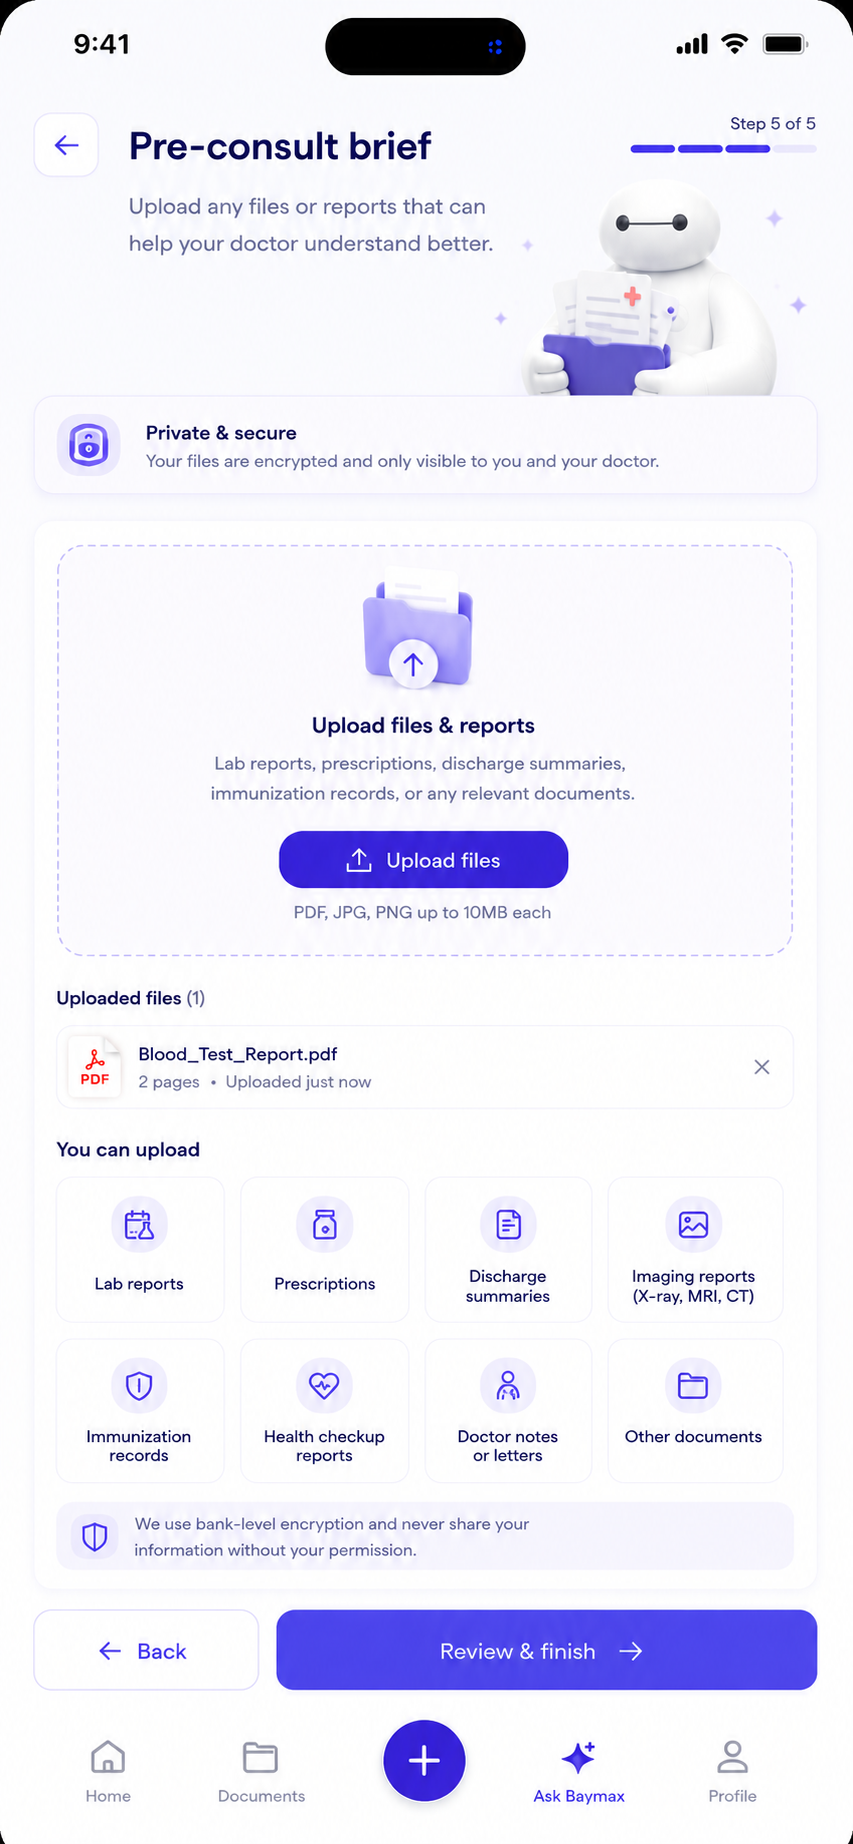 9:41
Step 5 of 5
Pre-consult brief
Upload any files or reports that can
help your doctor understand better.
Private & secure
Your files are encrypted and only visible to you and your doctor.
Upload files & reports
Lab reports, prescriptions, discharge summaries,
immunization records, or any relevant documents.
Upload files
PDF, JPG, PNG up to 10MB each
Uploaded files (1)
PDF
Blood_Test_Report.pdf
2 pages • Uploaded just now
You can upload
Lab reports
Prescriptions
Discharge
summaries
Imaging reports
(X-ray, MRI, CT)
Immunization
records
Health checkup
reports
Doctor notes
or letters
Other documents
We use bank-level encryption and never share your
information without your permission.
Back
Review & finish
Home
Documents
Ask Baymax
Profile